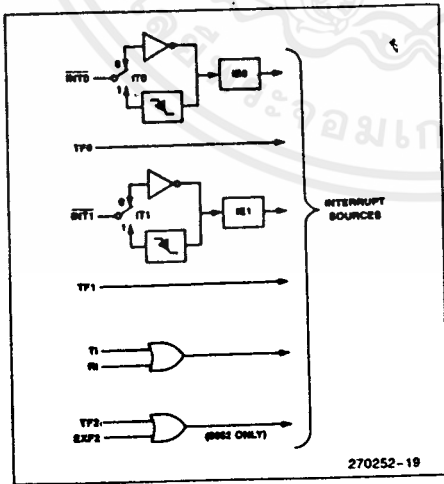 0
INT0
IT0
1
IE0
TF0
0
INT1
IT1
1
IE1
TF1
INTERRUPT
SOURCES
TI
RI
TF2
EXF2
(8052 ONLY)
270252-19